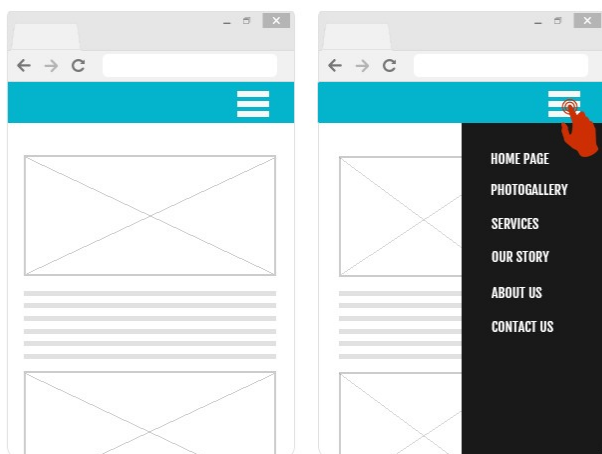 HOME PAGE
PHOTOGALLERY
SERVICES
OUR STORY
ABOUT US
CONTACT US